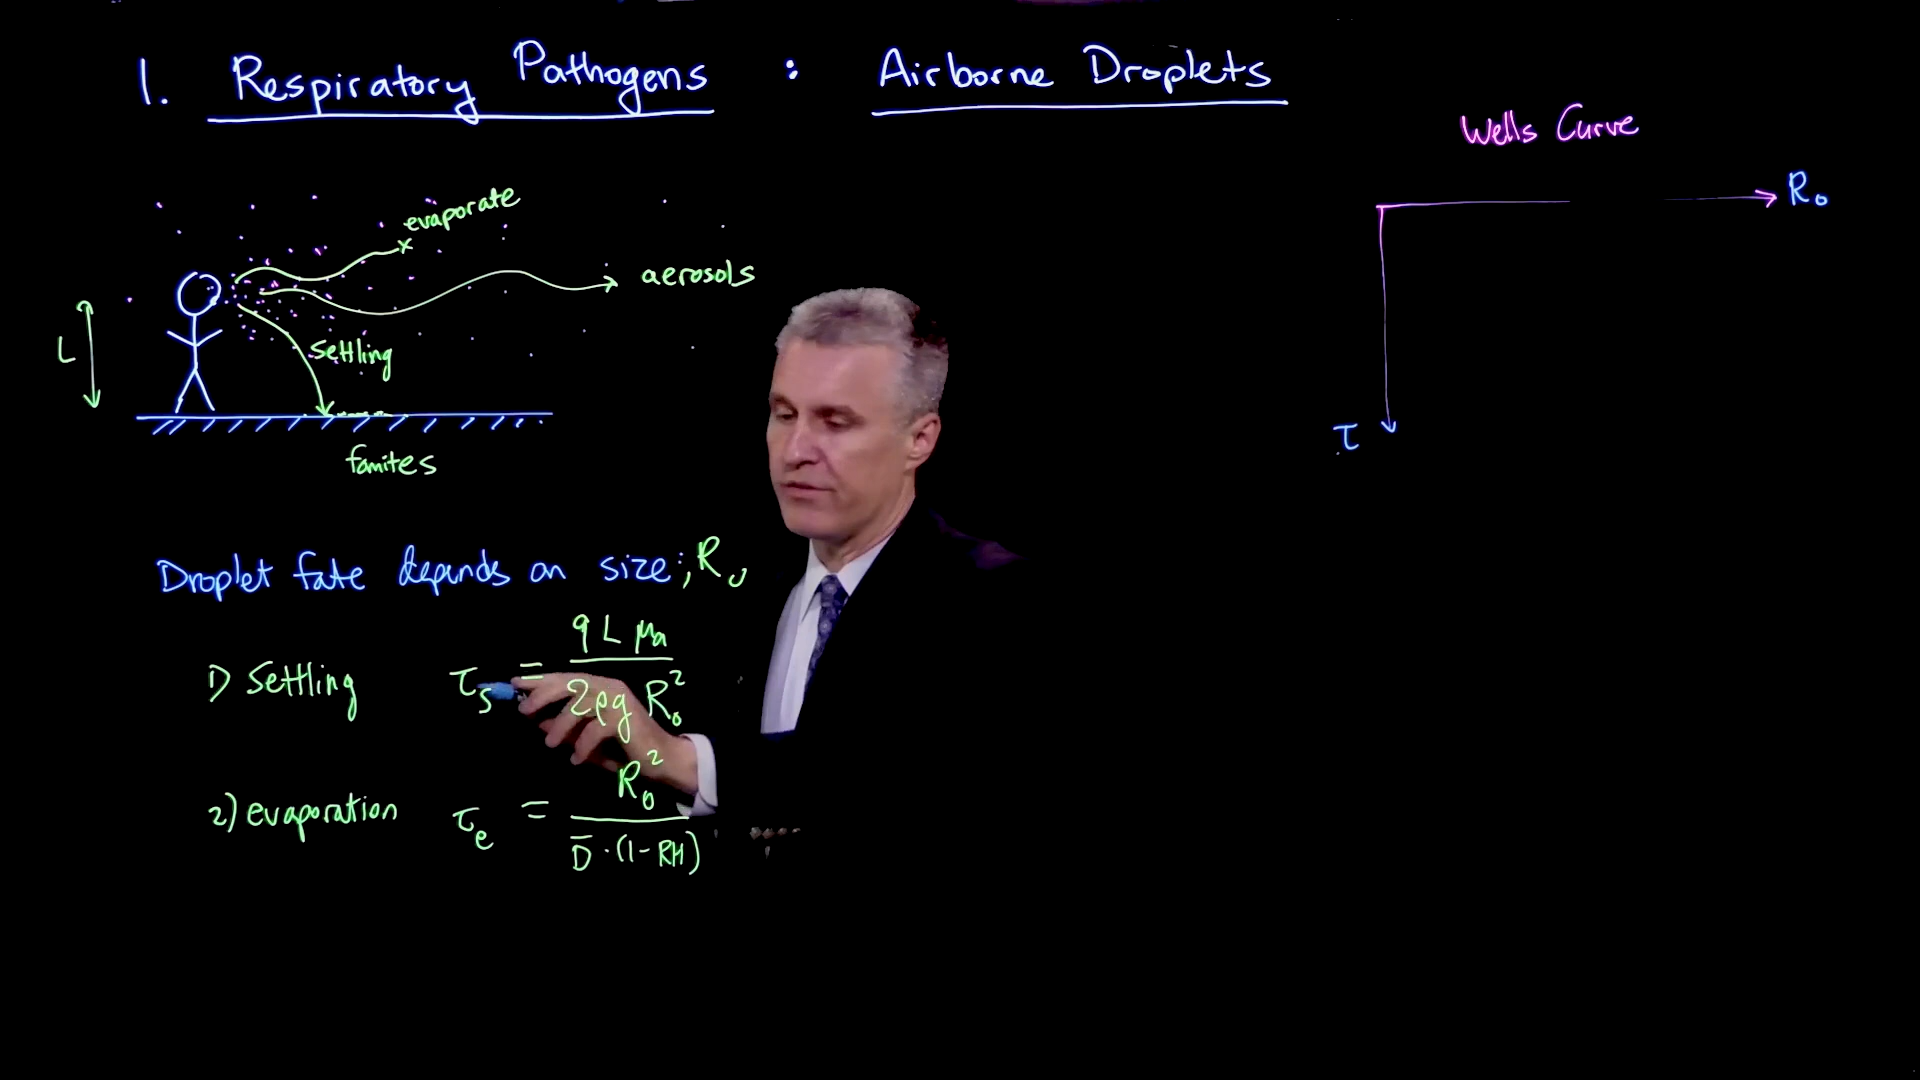 1. Respiratory Pathogens : Airborne Droplets
Wells Curve
R₀
τ
evaporate
aerosols
L
settling
fomites
Droplet fate depends on size:, R₀
1) Settling τₛ = 9 L μₐ / 2ρg R₀²
2) evaporation τₑ = R₀² / D̅ · (1 - RH)